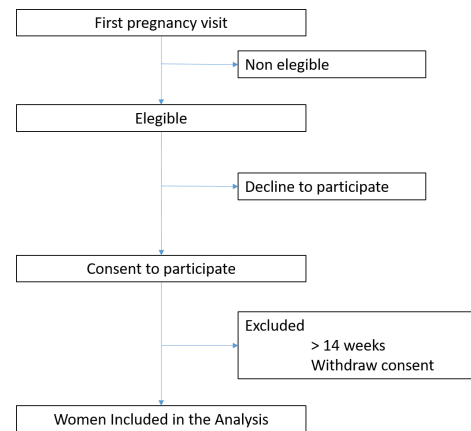 First pregnancy visit
Non elegible
Elegible
Decline to participate
Consent to participate
Excluded
> 14 weeks
Withdraw consent
Women Included in the Analysis